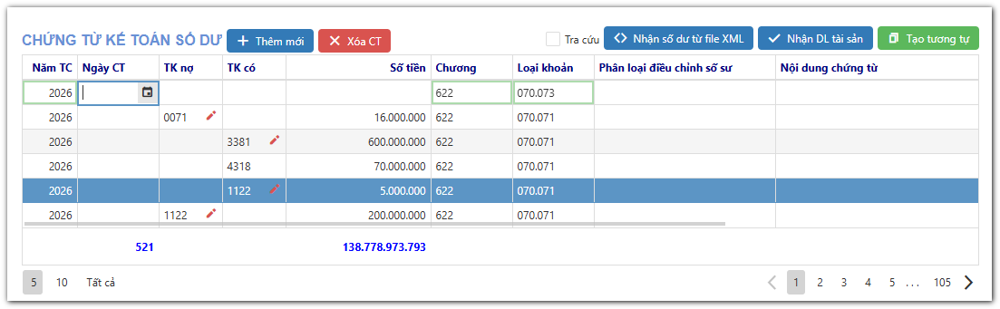 CHỨNG TỪ KẾ TOÁN SỐ DƯ Thêm mới Xóa CT Tra cứu Nhận số dư từ file XML Nhận DL tài sản Tạo tương tự
Năm TC Ngày CT TK nợ TK có Số tiền Chương Loại khoản Phân loại điều chỉnh số sư Nội dung chứng từ
2026 622 070.073
2026 0071 16.000.000 622 070.071
2026 3381 600.000.000 622 070.071
2026 4318 70.000.000 622 070.071
2026 1122 5.000.000 622 070.071
2026 1122 200.000.000 622 070.071
521 138.778.973.793
5 10 Tất cả 1 2 3 4 5 ... 105